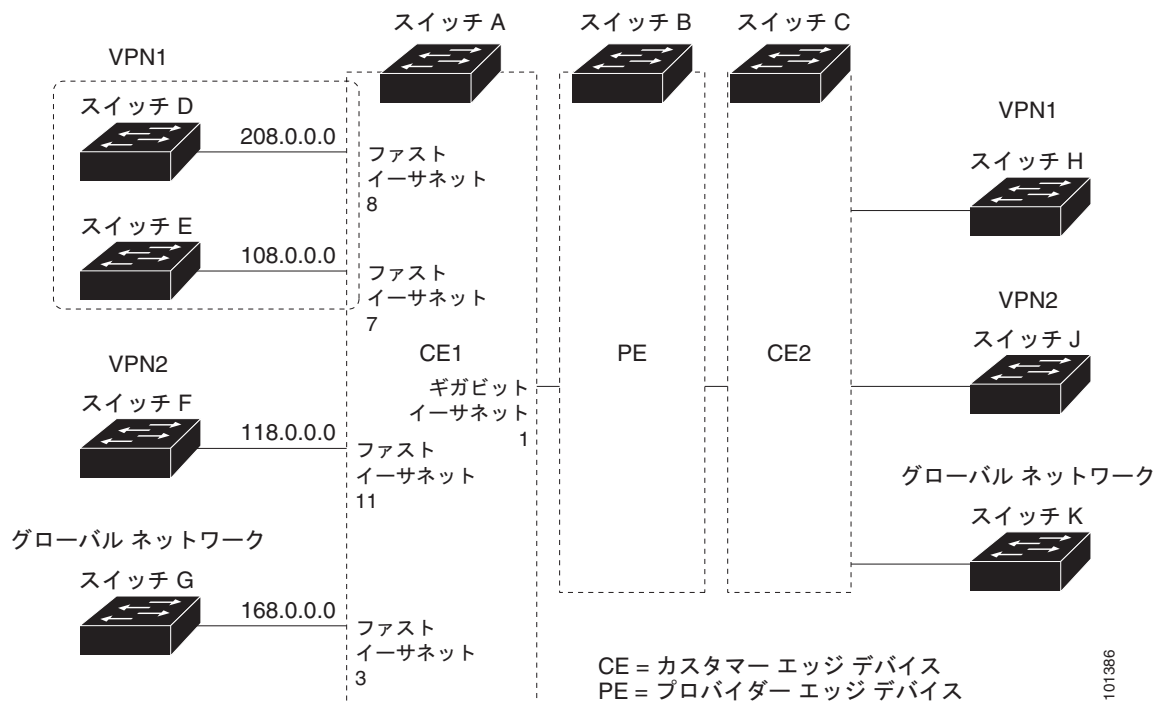 スイッチ A
スイッチ B
スイッチ C
VPN1
スイッチ D
208.0.0.0
ファスト
イーサネット
8
スイッチ E
108.0.0.0
ファスト
イーサネット
7
VPN2
スイッチ F
118.0.0.0
ファスト
イーサネット
11
グローバル ネットワーク
スイッチ G
168.0.0.0
ファスト
イーサネット
3
CE1
ギガビット
イーサネット
1
PE
CE2
VPN1
スイッチ H
VPN2
スイッチ J
グローバル ネットワーク
スイッチ K
CE = カスタマー エッジ デバイス
PE = プロバイダー エッジ デバイス
101386